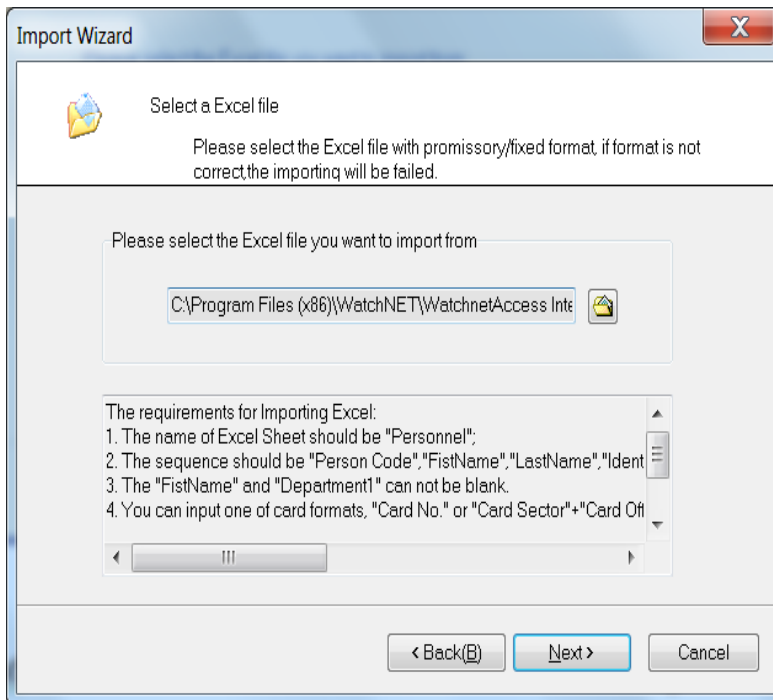 Import Wizard
X
Select a Excel file
Please select the Excel file with promissory/fixed format, if format is not
correct,the importing will be failed.
Please select the Excel file you want to import from
C:\Program Files (x86)\WatchNET\WatchnetAccess Inte
The requirements for Importing Excel:
1. The name of Excel Sheet should be "Personnel";
2. The sequence should be "Person Code","FistName","LastName","Ident
3. The "FistName" and "Department1" can not be blank.
4. You can input one of card formats, "Card No." or "Card Sector"+"Card Off
< Back(B)
Next >
Cancel